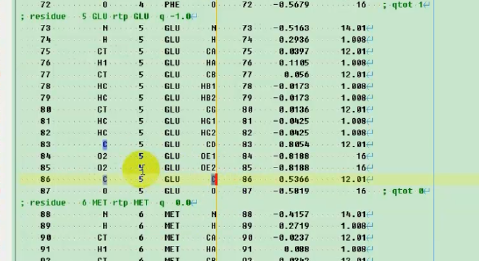 72 O 4 PHE O 72 -0.5679 16 ; qtot 1
; residue 5 GLU rtp GLU q -1.0
73 N 5 GLU N 73 -0.5163 14.01
74 H 5 GLU H 74 0.2936 1.008
75 CT 5 GLU CA 75 0.0397 12.01
76 H1 5 GLU HA 76 0.1105 1.008
77 CT 5 GLU CB 77 0.056 12.01
78 HC 5 GLU HB1 78 -0.0173 1.008
79 HC 5 GLU HB2 79 -0.0173 1.008
80 CT 5 GLU CG 80 0.0136 12.01
81 HC 5 GLU HG1 81 -0.0425 1.008
82 HC 5 GLU HG2 82 -0.0425 1.008
83 C 5 GLU CD 83 0.8054 12.01
84 O2 5 GLU OE1 84 -0.8188 16
85 O2 5 GLU OE2 85 -0.8188 16
86 C 5 GLU C 86 0.5366 12.01
87 O 5 GLU O 87 -0.5819 16 ; qtot 0
; residue 6 MET rtp MET q 0.0
88 N 6 MET N 88 -0.4157 14.01
89 H 6 MET H 89 0.2719 1.008
90 CT 6 MET CA 90 -0.0237 12.01
91 H1 6 MET HA 91 0.088 1.008
92 CT 6 MET CB 92 0.0342 12.01